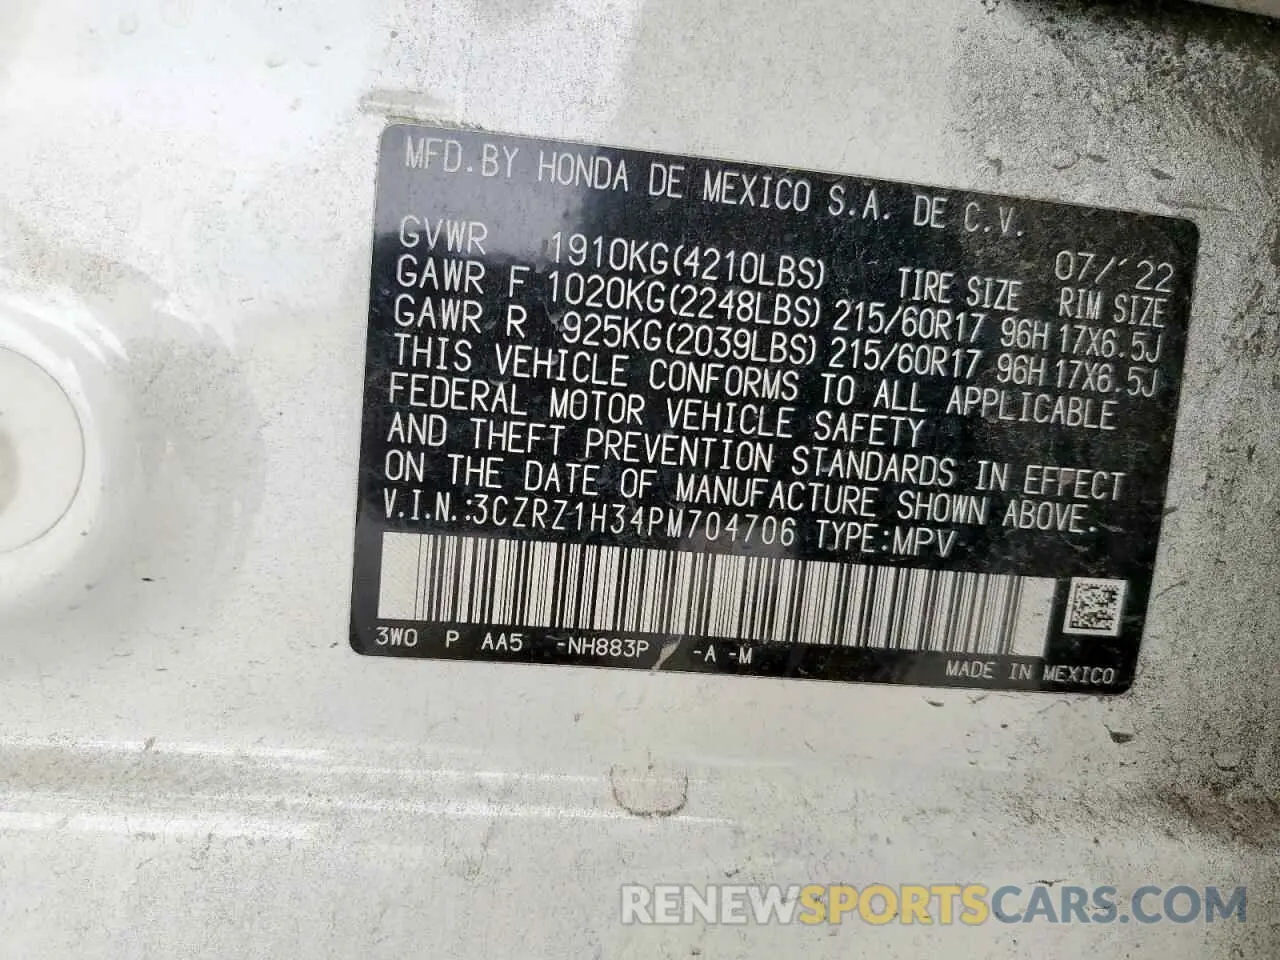 MFD.BY HONDA DE MEXICO S.A. DE C.V.
07/'22
GVWR 1910KG(4210LBS) TIRE SIZE RIM SIZE
GAWR F 1020KG(2248LBS) 215/60R17 96H 17X6.5J
GAWR R 925KG(2039LBS) 215/60R17 96H 17X6.5J
THIS VEHICLE CONFORMS TO ALL APPLICABLE
FEDERAL MOTOR VEHICLE SAFETY
AND THEFT PREVENTION STANDARDS IN EFFECT
ON THE DATE OF MANUFACTURE SHOWN ABOVE.
V.I.N.:3CZRZ1H34PM704706 TYPE:MPV
3W0 P AA5 -NH883P -A -M
MADE IN MEXICO
RENEWSPORTSCARS.COM